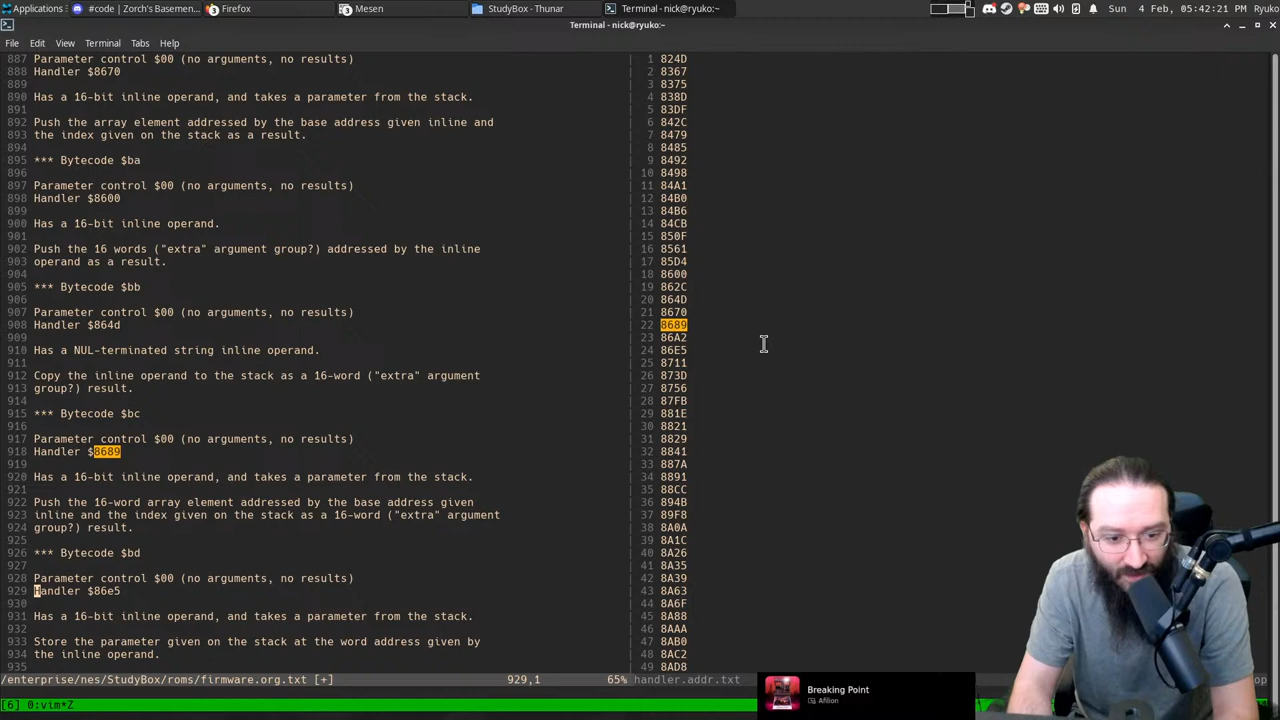 Applications
#code | Zorch's Basemen...
Firefox
Mesen
StudyBox - Thunar
Terminal - nick@ryuko:~
Sun 4 Feb, 05:42:21 PM Ryuko
Terminal - nick@ryuko:~
File Edit View Terminal Tabs Help
887 Parameter control $00 (no arguments, no results)
888 Handler $8670
889
890 Has a 16-bit inline operand, and takes a parameter from the stack.
891
892 Push the array element addressed by the base address given inline and
893 the index given on the stack as a result.
894
895 *** Bytecode $ba
896
897 Parameter control $00 (no arguments, no results)
898 Handler $8600
899
900 Has a 16-bit inline operand.
901
902 Push the 16 words ("extra" argument group?) addressed by the inline
903 operand as a result.
904
905 *** Bytecode $bb
906
907 Parameter control $00 (no arguments, no results)
908 Handler $864d
909
910 Has a NUL-terminated string inline operand.
911
912 Copy the inline operand to the stack as a 16-word ("extra" argument
913 group?) result.
914
915 *** Bytecode $bc
916
917 Parameter control $00 (no arguments, no results)
918 Handler $8689
919
920 Has a 16-bit inline operand, and takes a parameter from the stack.
921
922 Push the 16-word array element addressed by the base address given
923 inline and the index given on the stack as a 16-word ("extra" argument
924 group?) result.
925
926 *** Bytecode $bd
927
928 Parameter control $00 (no arguments, no results)
929 Handler $86e5
930
931 Has a 16-bit inline operand, and takes a parameter from the stack.
932
933 Store the parameter given on the stack at the word address given by
934 the inline operand.
935
/enterprise/nes/StudyBox/roms/firmware.org.txt [+] 929,1 65%
1 824D
2 8367
3 8375
4 838D
5 83DF
6 842C
7 8479
8 8485
9 8492
10 8498
11 84A1
12 84B0
13 84B6
14 84CB
15 850F
16 8561
17 85D4
18 8600
19 862C
20 864D
21 8670
22 8689
23 86A2
24 86E5
25 8711
26 873D
27 8756
28 87FB
29 881E
30 8821
31 8829
32 8841
33 887A
34 8891
35 88CC
36 894B
37 89F8
38 8A0A
39 8A1C
40 8A26
41 8A35
42 8A39
43 8A63
44 8A6F
45 8A88
46 8AAA
47 8AB0
48 8AC2
49 8AD8
handler.addr.txt
[6] 0:vim*Z
Breaking Point
Afilion